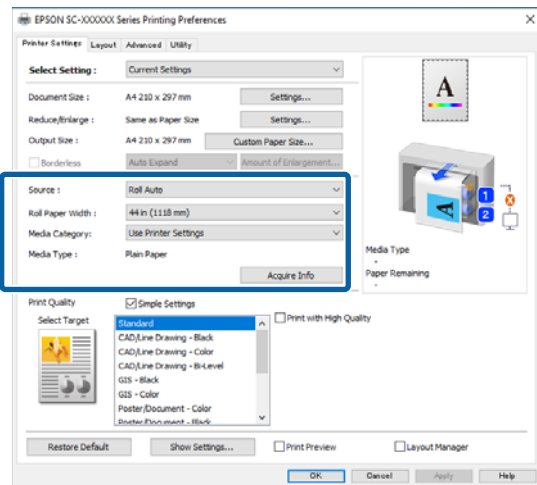 EPSON SC-XXXXXX Series Printing Preferences
Printer Settings Layout Advanced Utility
Select Setting : Current Settings
Document Size : A4 210 x 297 mm Settings...
Reduce/Enlarge : Same as Paper Size Settings...
Output Size : A4 210 x 297 mm Custom Paper Size...
Borderless Auto Expand Amount of Enlargement...
Source : Roll Auto
Roll Paper Width : 44 in (1118 mm)
Media Category: Use Printer Settings
Media Type : Plain Paper
Acquire Info
A
A
1
2
Media Type
-
Paper Remaining
-
Print Quality Simple Settings
Select Target
Standard
CAD/Line Drawing - Black
CAD/Line Drawing - Color
CAD/Line Drawing - Bi-Level
GIS - Black
GIS - Color
Poster/Document - Color
Poster/Document - Black
Print with High Quality
Restore Default Show Settings... Print Preview Layout Manager
OK Cancel Apply Help